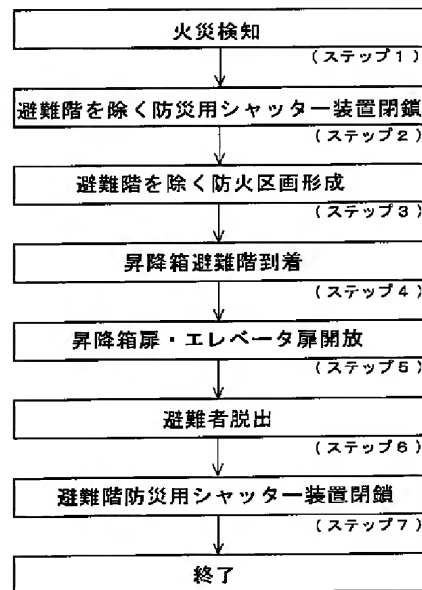 火災検知
(ステップ1)
避難階を除く防災用シャッター装置閉鎖
(ステップ2)
避難階を除く防火区画形成
(ステップ3)
昇降箱避難階到着
(ステップ4)
昇降箱扉・エレベータ扉開放
(ステップ5)
避難者脱出
(ステップ6)
避難階防災用シャッター装置閉鎖
(ステップ7)
終了